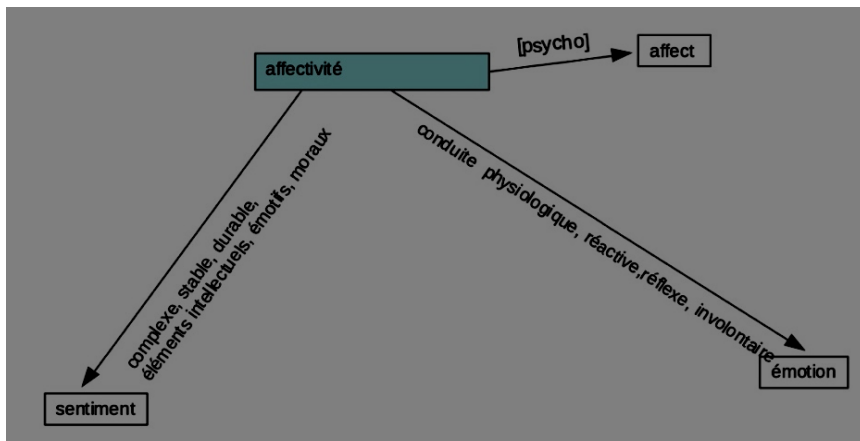 [psycho]
affect
affectivité
conduite physiologique, réactive,réflexe, involontaire
complexe, stable, durable,
éléments intellectuels, émotifs, moraux
émotion
sentiment